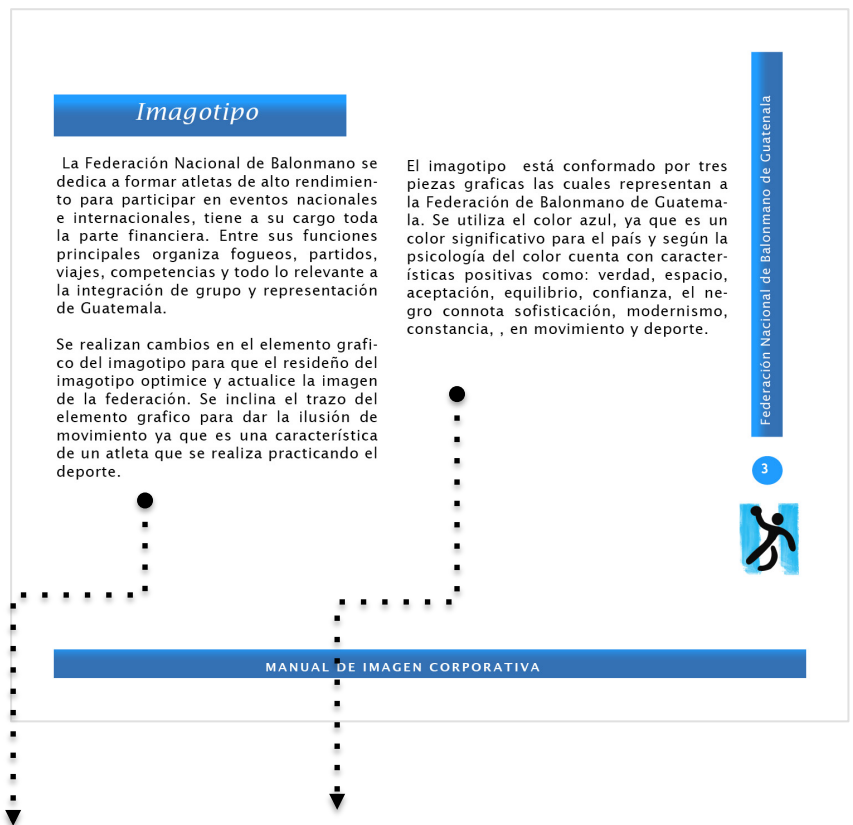 Imagotipo
La Federación Nacional de Balonmano se
dedica a formar atletas de alto rendimien-
to para participar en eventos nacionales
e internacionales, tiene a su cargo toda
la parte financiera. Entre sus funciones
principales organiza fogueos, partidos,
viajes, competencias y todo lo relevante a
la integración de grupo y representación
de Guatemala.
Se realizan cambios en el elemento grafi-
co del imagotipo para que el resideño del
imagotipo optimice y actualice la imagen
de la federación. Se inclina el trazo del
elemento grafico para dar la ilusión de
movimiento ya que es una característica
de un atleta que se realiza practicando el
deporte.
El imagotipo está conformado por tres
piezas graficas las cuales representan a
la Federación de Balonmano de Guatema-
la. Se utiliza el color azul, ya que es un
color significativo para el país y según la
psicología del color cuenta con caracter-
ísticas positivas como: verdad, espacio,
aceptación, equilibrio, confianza, el ne-
gro connota sofisticación, modernismo,
constancia, , en movimiento y deporte.
Federación Nacional de Balonmano de Guatenala
3
MANUAL DE IMAGEN CORPORATIVA